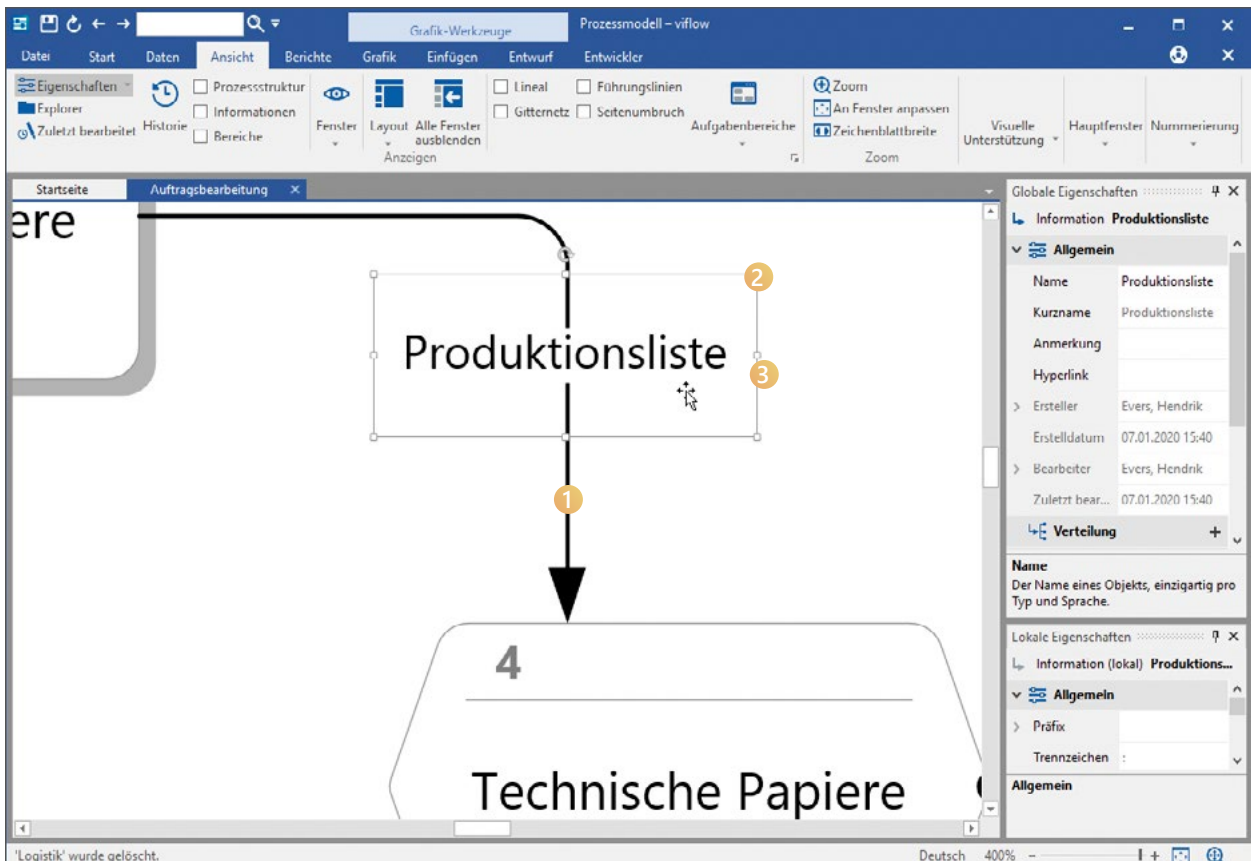 Grafik-Werkzeuge
Prozessmodell – viflow
Datei Start Daten Ansicht Berichte Grafik Einfügen Entwurf Entwickler
Eigenschaften
Explorer
Zuletzt bearbeitet
Historie
Prozessstruktur
Informationen
Bereiche
Fenster
Layout
Alle Fenster
ausblenden
Anzeigen
Lineal
Führungslinien
Gitternetz
Seitenumbruch
Aufgabenbereiche
Zoom
An Fenster anpassen
Zeichenblattbreite
Zoom
Visuelle
Unterstützung
Hauptfenster
Nummerierung
Startseite
Auftragsbearbeitung
ere
2
Produktionsliste
3
1
4
Technische Papiere
Globale Eigenschaften
Information Produktionsliste
Allgemein
Name Produktionsliste
Kurzname Produktionsliste
Anmerkung
Hyperlink
Ersteller Evers, Hendrik
Erstelldatum 07.01.2020 15:40
Bearbeiter Evers, Hendrik
Zuletzt bear... 07.01.2020 15:40
Verteilung +
Name
Der Name eines Objekts, einzigartig pro
Typ und Sprache.
Lokale Eigenschaften
Information (lokal) Produktions...
Allgemein
Präfix
Trennzeichen :
Allgemein
'Logistik' wurde gelöscht.
Deutsch 400% – +